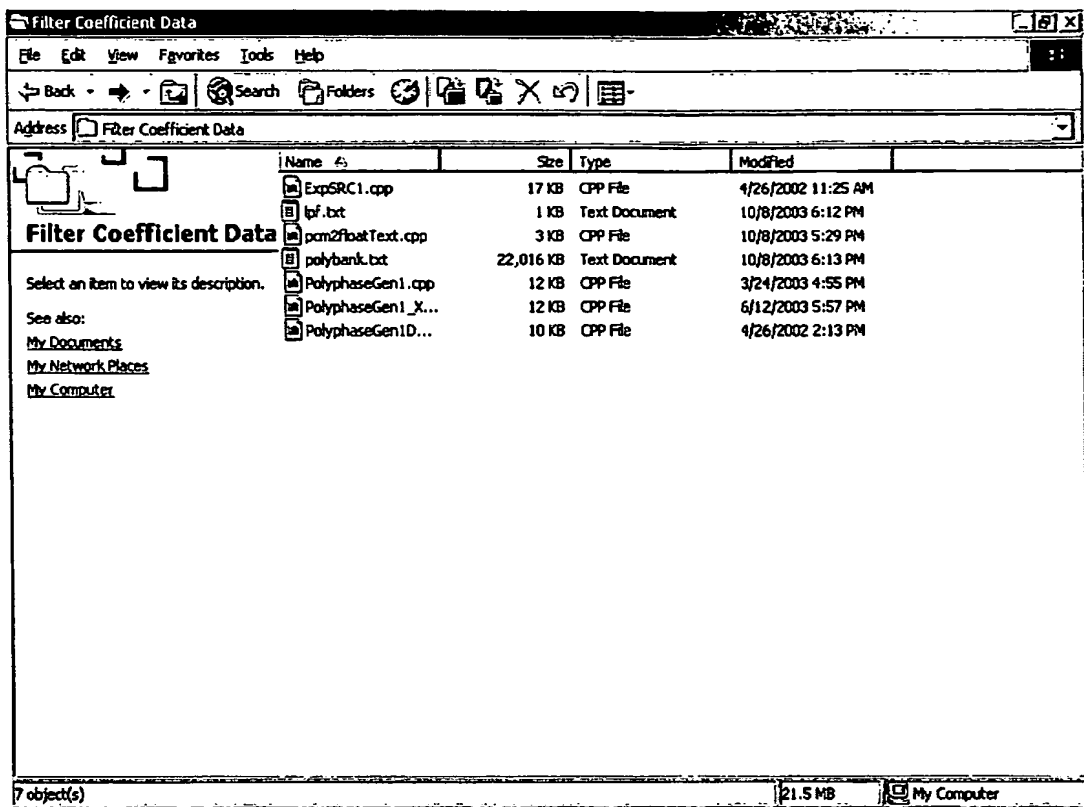 Filter Coefficient Data
File Edit View Favorites Tools Help
Back Search Folders
Address Filter Coefficient Data
Name Size Type Modified
ExpSRC1.cpp 17 KB CPP File 4/26/2002 11:25 AM
lpf.txt 1 KB Text Document 10/8/2003 6:12 PM
pcm2floatText.cpp 3 KB CPP File 10/8/2003 5:29 PM
polybank.txt 22,016 KB Text Document 10/8/2003 6:13 PM
PolyphaseGen1.cpp 12 KB CPP File 3/24/2003 4:55 PM
PolyphaseGen1_X... 12 KB CPP File 6/12/2003 5:57 PM
PolyphaseGen1D... 10 KB CPP File 4/26/2002 2:13 PM
Filter Coefficient Data
Select an item to view its description.
See also:
My Documents
My Network Places
My Computer
7 object(s) 21.5 MB My Computer